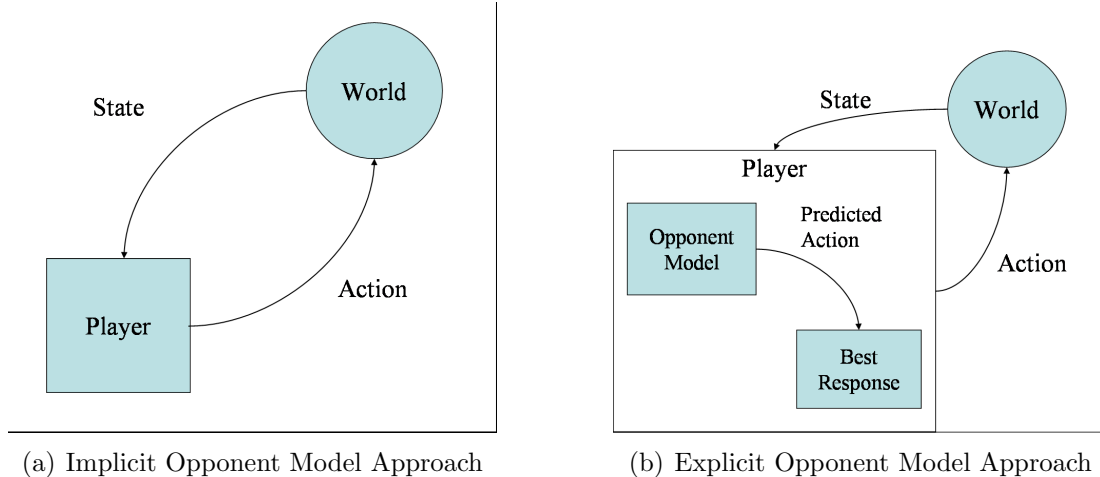 World
State
Action
Player
(a) Implicit Opponent Model Approach
World
State
Player
Predicted
Action
Opponent
Model
Action
Best
Response
(b) Explicit Opponent Model Approach